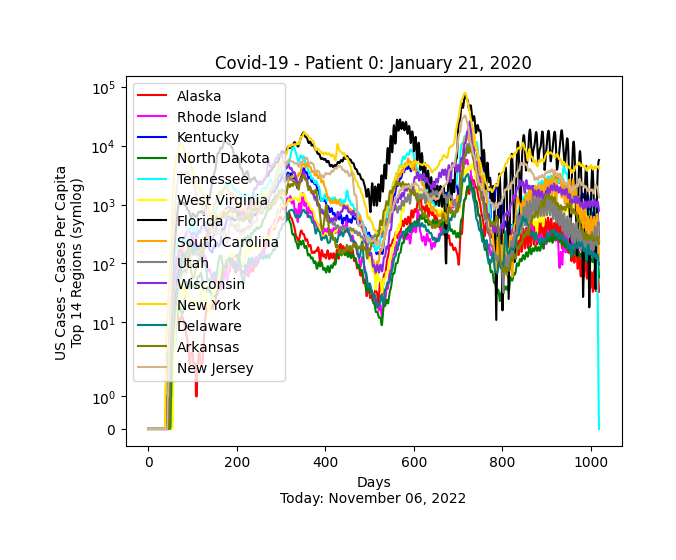 Covid-19 - Patient 0: January 21, 2020
US Cases - Cases Per Capita
Top 14 Regions (symlog)
10^5
10^4
10^3
10^2
10^1
10^0
0
Alaska
Rhode Island
Kentucky
North Dakota
Tennessee
West Virginia
Florida
South Carolina
Utah
Wisconsin
New York
Delaware
Arkansas
New Jersey
0 200 400 600 800 1000
Days
Today: November 06, 2022